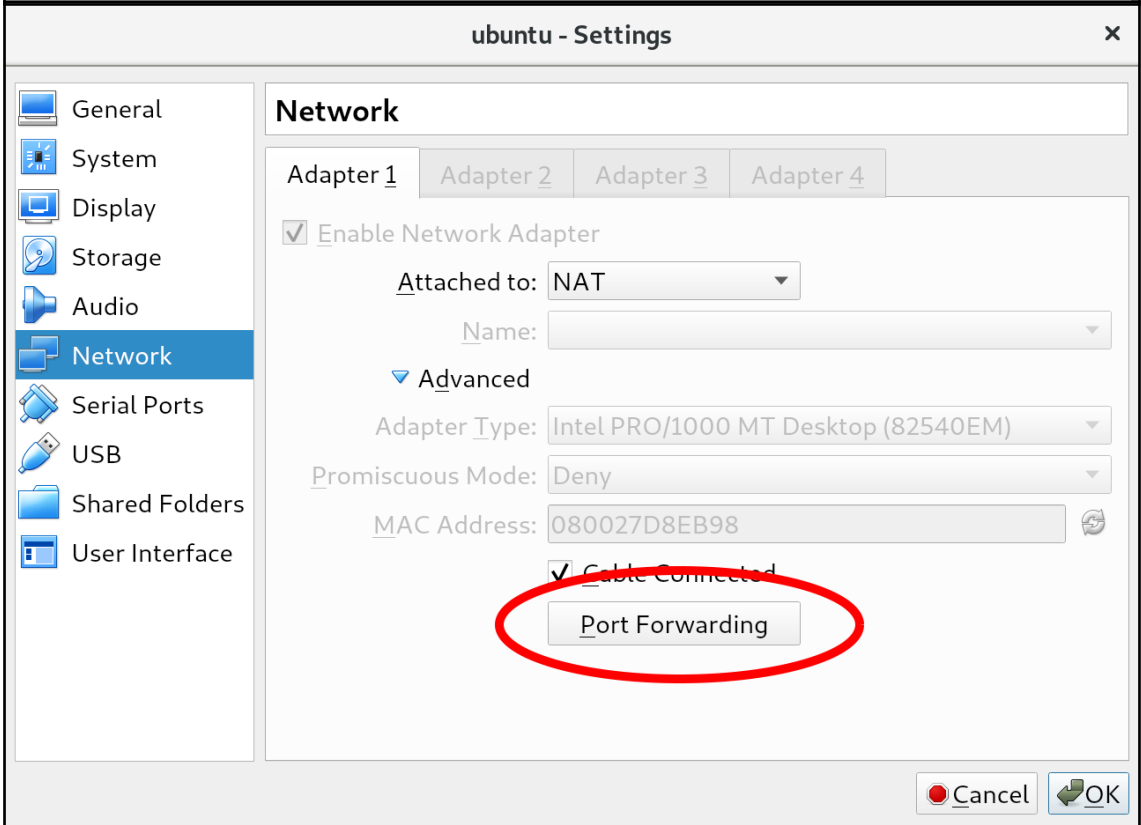 ubuntu - Settings
General
System
Display
Storage
Audio
Network
Serial Ports
USB
Shared Folders
User Interface
Network
Adapter 1 Adapter 2 Adapter 3 Adapter 4
Enable Network Adapter
Attached to: NAT
Name:
Advanced
Adapter Type: Intel PRO/1000 MT Desktop (82540EM)
Promiscuous Mode: Deny
MAC Address: 080027D8EB98
Cable Connected
Port Forwarding
Cancel OK